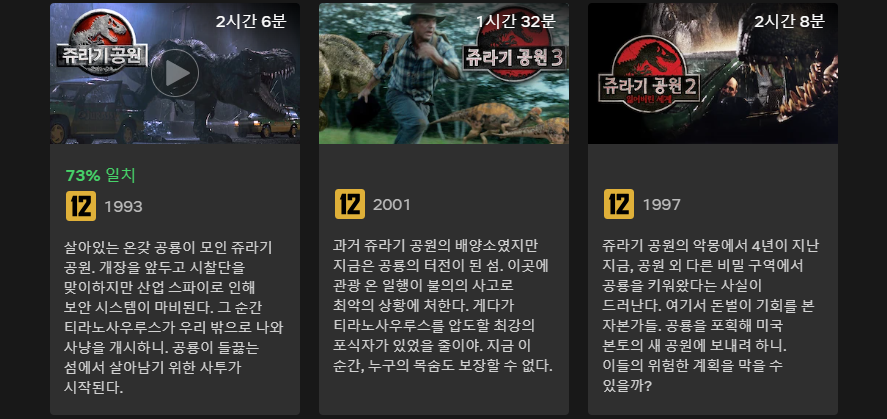 2시간 6분
쥬라기 공원
73% 일치
12 1993
살아있는 온갖 공룡이 모인 쥬라기
공원. 개장을 앞두고 시찰단을
맞이하지만 산업 스파이로 인해
보안 시스템이 마비된다. 그 순간
티라노사우루스가 우리 밖으로 나와
사냥을 개시하니. 공룡이 들끓는
섬에서 살아남기 위한 사투가
시작된다.
1시간 32분
쥬라기 공원 3
12 2001
과거 쥬라기 공원의 배양소였지만
지금은 공룡의 터전이 된 섬. 이곳에
관광 온 일행이 불의의 사고로
최악의 상황에 처한다. 게다가
티라노사우루스를 압도할 최강의
포식자가 있었을 줄이야. 지금 이
순간, 누구의 목숨도 보장할 수 없다.
2시간 8분
쥬라기 공원 2
잃어버린 세계
12 1997
쥬라기 공원의 악몽에서 4년이 지난
지금, 공원 외 다른 비밀 구역에서
공룡을 키워왔다는 사실이
드러난다. 여기서 돈벌이 기회를 본
자본가들. 공룡을 포획해 미국
본토의 새 공원에 보내려 하니.
이들의 위험한 계획을 막을 수
있을까?